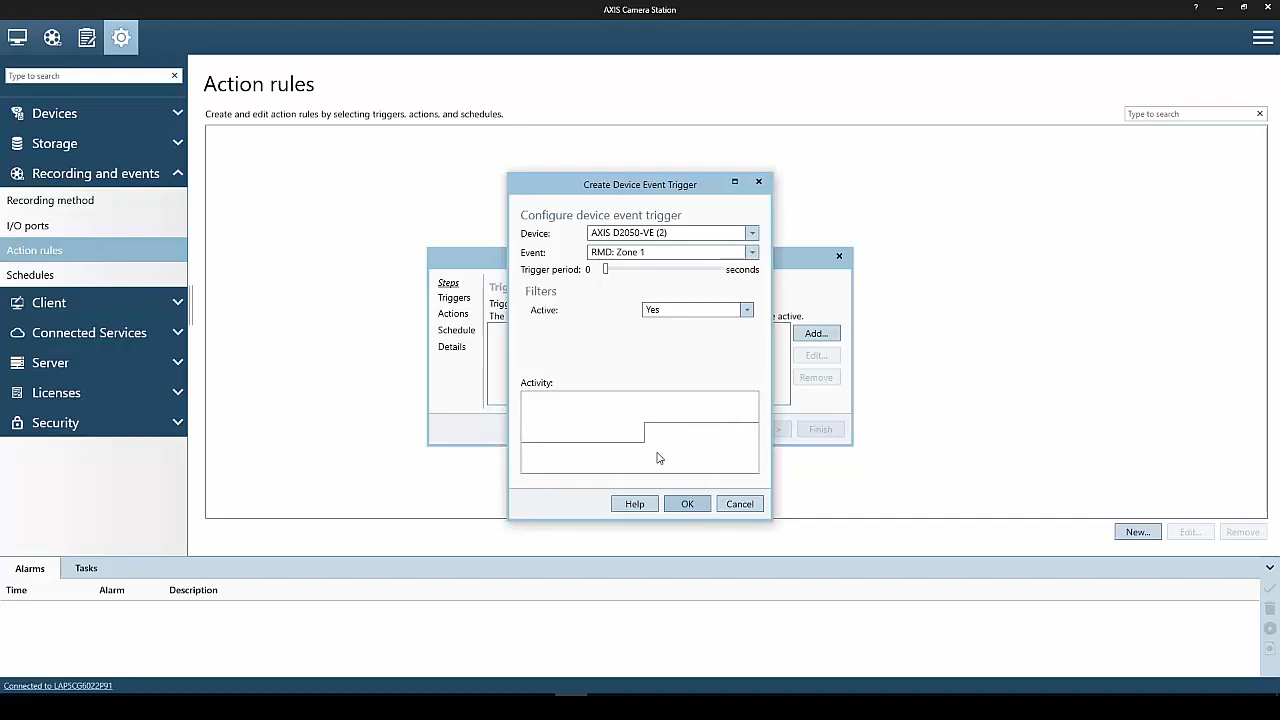 AXIS Camera Station
?
Type to search
Devices
Storage
Recording and events
Recording method
I/O ports
Action rules
Schedules
Client
Connected Services
Server
Licenses
Security
Action rules
Create and edit action rules by selecting triggers, actions, and schedules.
Type to search
Steps
Triggers
Actions
Schedule
Details
The
e active.
Add...
Edit...
Remove
>
Finish
Create Device Event Trigger
Configure device event trigger
Device: AXIS D2050-VE (2)
Event: RMD: Zone 1
Trigger period: 0 seconds
Filters
Active: Yes
Activity:
Help OK Cancel
New... Edit... Remove
Alarms Tasks
Time Alarm Description
Connected to LAP5CG6022P91